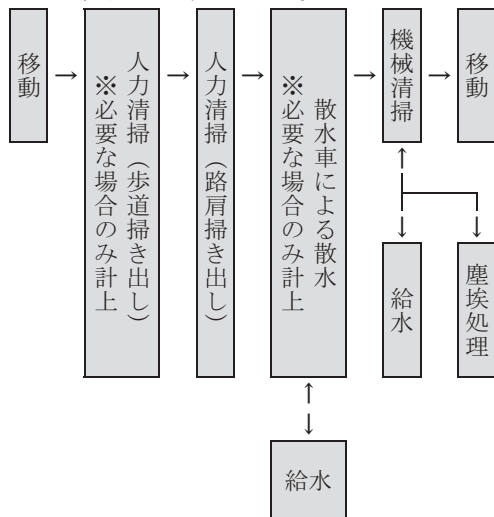 移動
→
人力清掃（歩道掃き出し）
※必要な場合のみ計上
→
人力清掃（路肩掃き出し）
→
散水車による散水
※必要な場合のみ計上
→
機械清掃
→
移動
給水
塵埃処理
給水